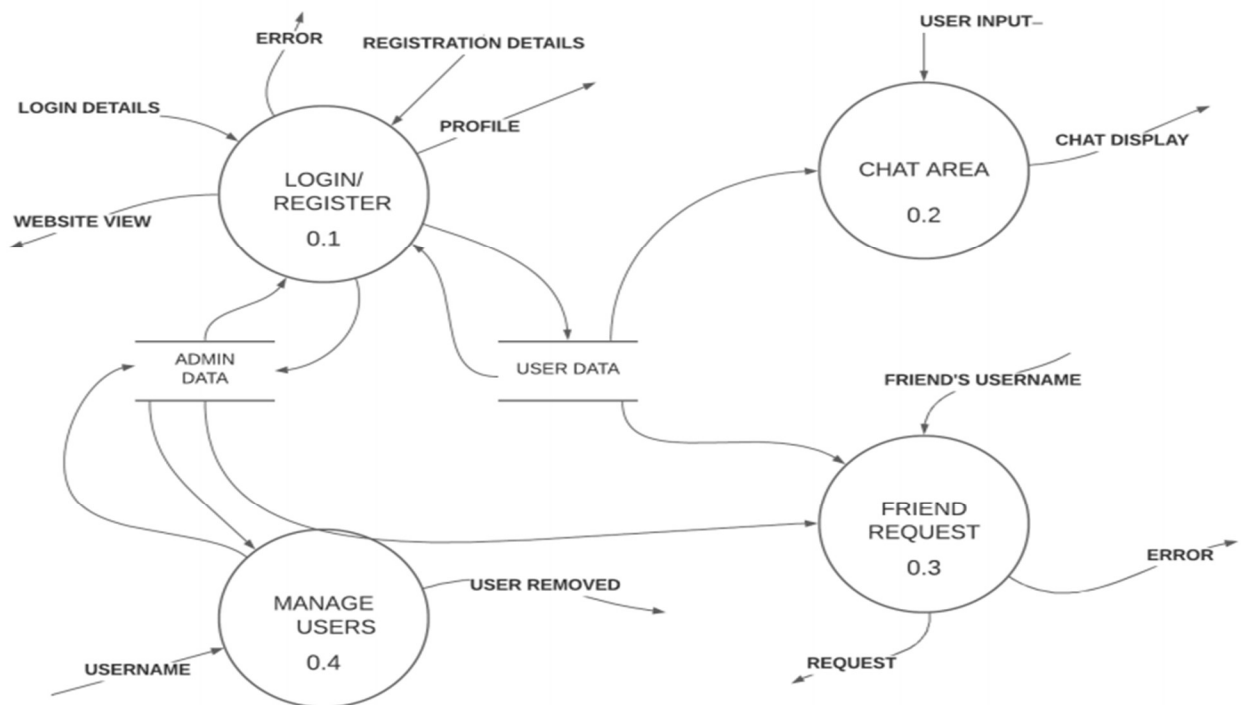 USER INPUT
ERROR
REGISTRATION DETAILS
LOGIN DETAILS
PROFILE
CHAT DISPLAY
LOGIN/
REGISTER
0.1
CHAT AREA
0.2
WEBSITE VIEW
ADMIN
DATA
USER DATA
FRIEND'S USERNAME
FRIEND
REQUEST
0.3
ERROR
USER REMOVED
MANAGE
USERS
0.4
USERNAME
REQUEST